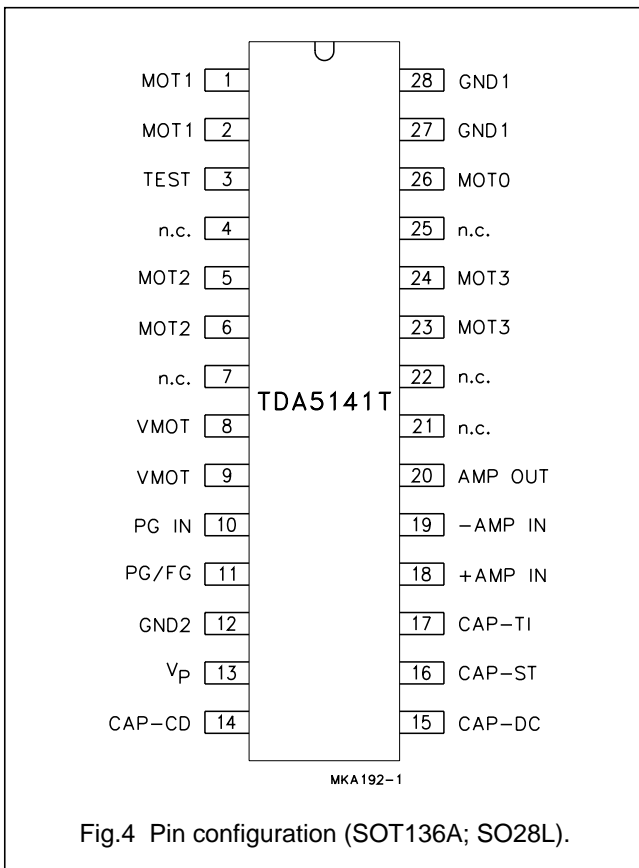 MOT1 1 28 GND1
MOT1 2 27 GND1
TEST 3 26 MOT0
n.c. 4 25 n.c.
MOT2 5 24 MOT3
MOT2 6 23 MOT3
n.c. 7 22 n.c.
TDA5141T
VMOT 8 21 n.c.
VMOT 9 20 AMP OUT
PG IN 10 19 −AMP IN
PG/FG 11 18 +AMP IN
GND2 12 17 CAP−TI
VP 13 16 CAP−ST
CAP−CD 14 15 CAP−DC
MKA192−1
Fig.4 Pin configuration (SOT136A; SO28L).